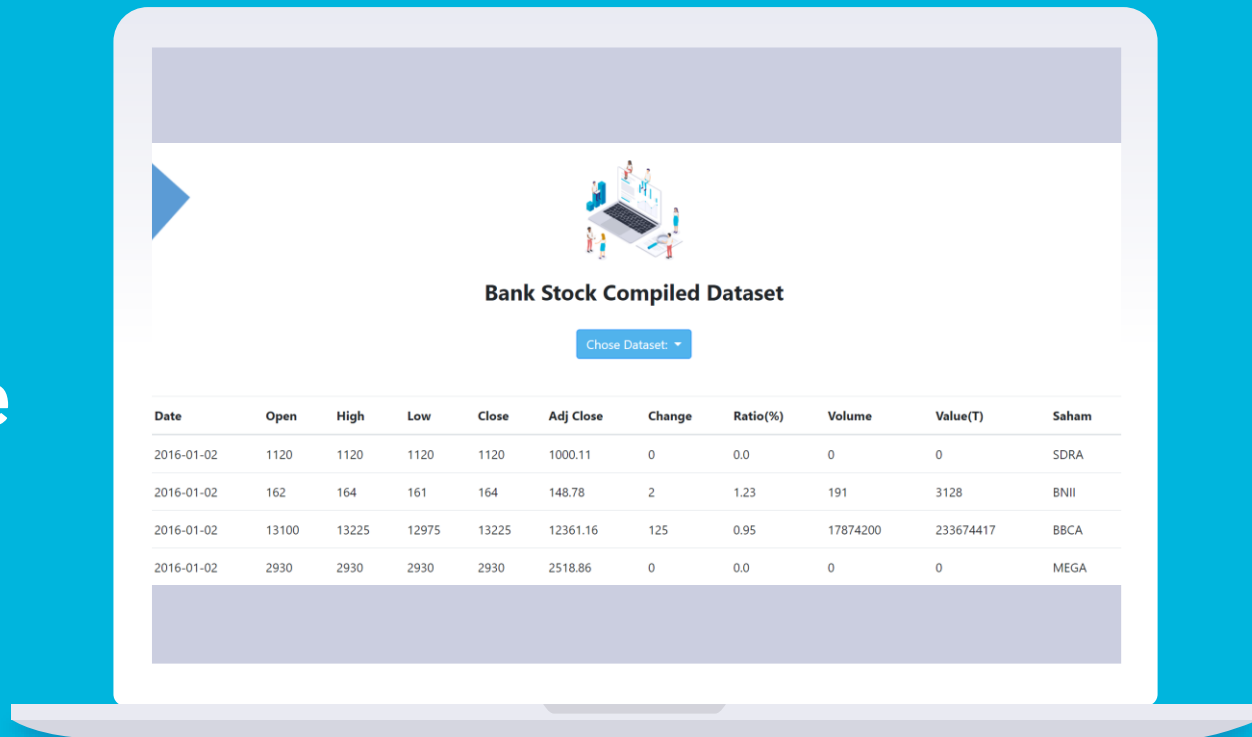 Bank Stock Compiled Dataset
Chose Dataset:
Date Open High Low Close Adj Close Change Ratio(%) Volume Value(T) Saham
2016-01-02 1120 1120 1120 1120 1000.11 0 0.0 0 0 SDRA
e
2016-01-02 162 164 161 164 148.78 2 1.23 191 3128 BNII
2016-01-02 13100 13225 12975 13225 12361.16 125 0.95 17874200 233674417 BBCA
2016-01-02 2930 2930 2930 2930 2518.86 0 0.0 0 0 MEGA